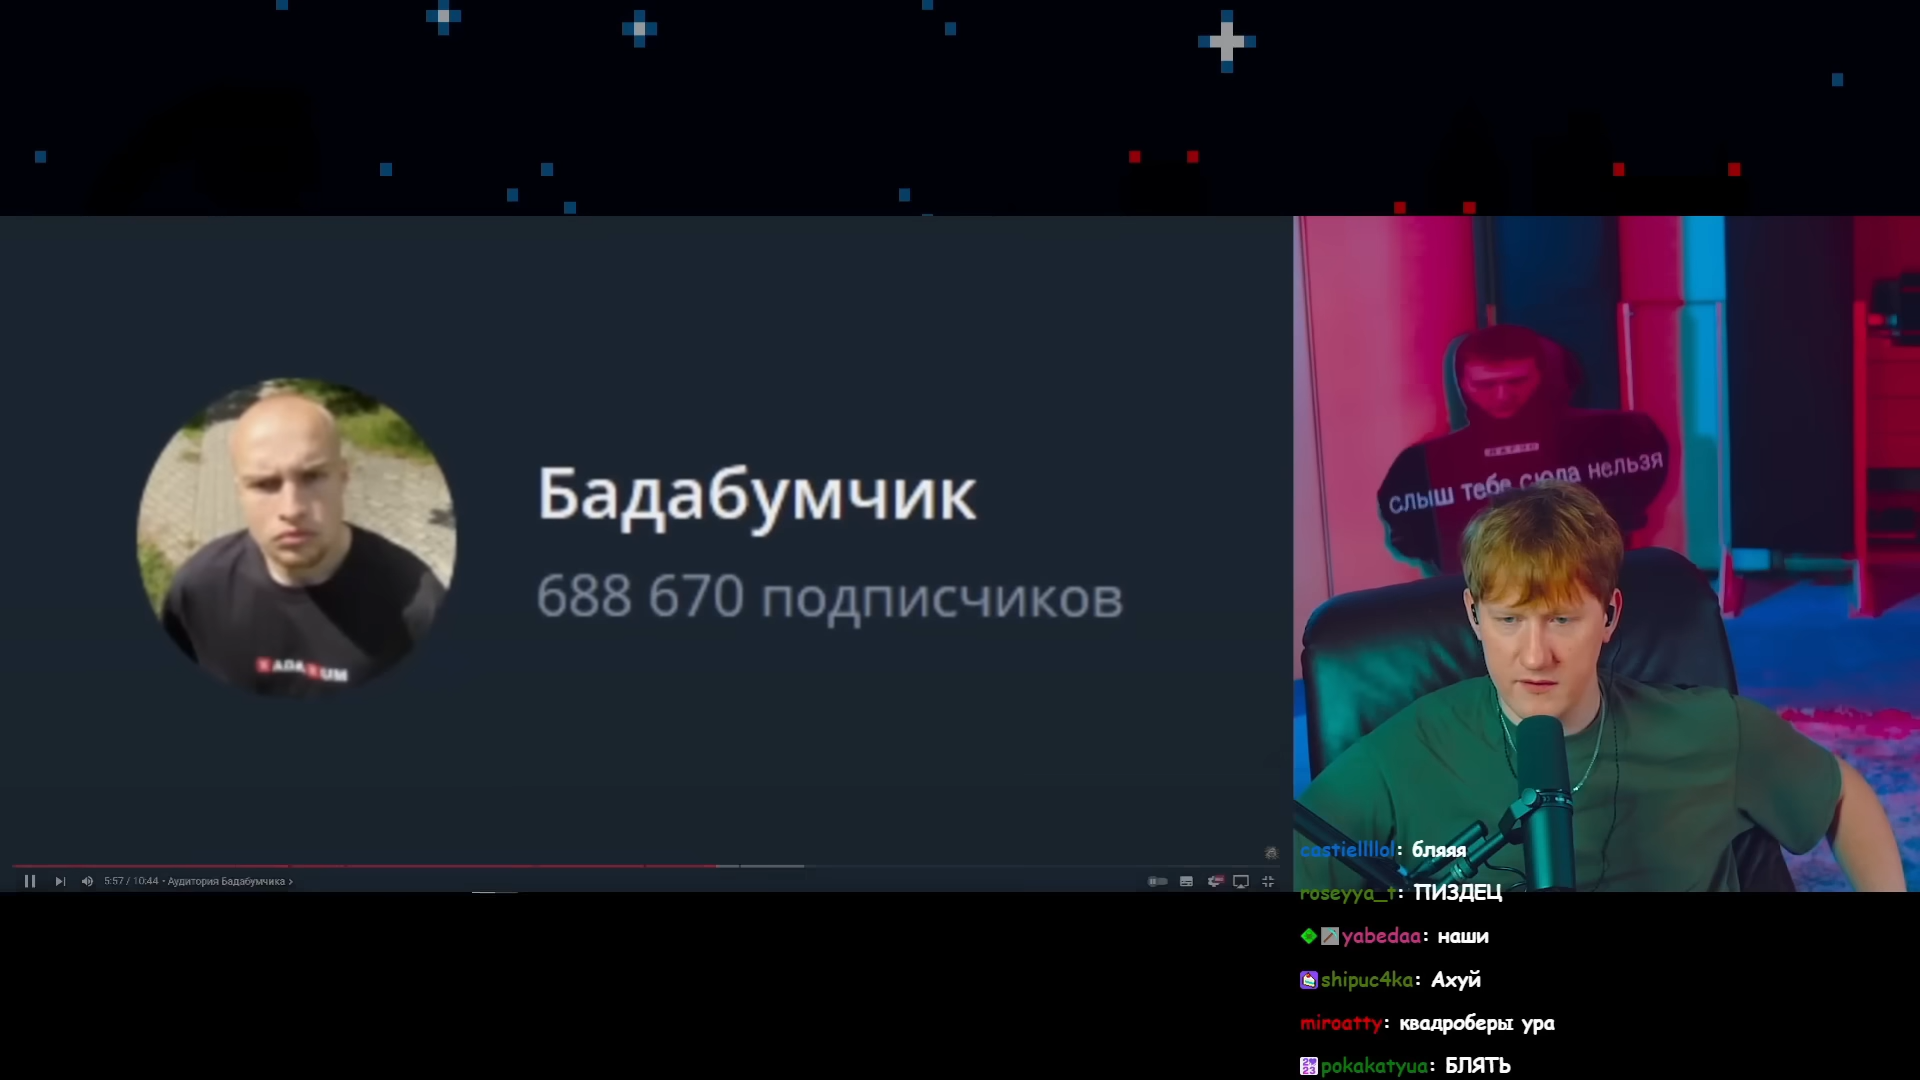 Бадабумчик
688 670 подписчиков
5:57 / 10:44 • Аудитория Бадабумчика ›
слыш тебе сюда нельзя
castiellllol: бляяя
roseyya_t: ПИЗДЕЦ
yabedaa: наши
shipuc4ka: Ахуй
miroatty: квадроберы ура
pokakatyua: БЛЯТЬ